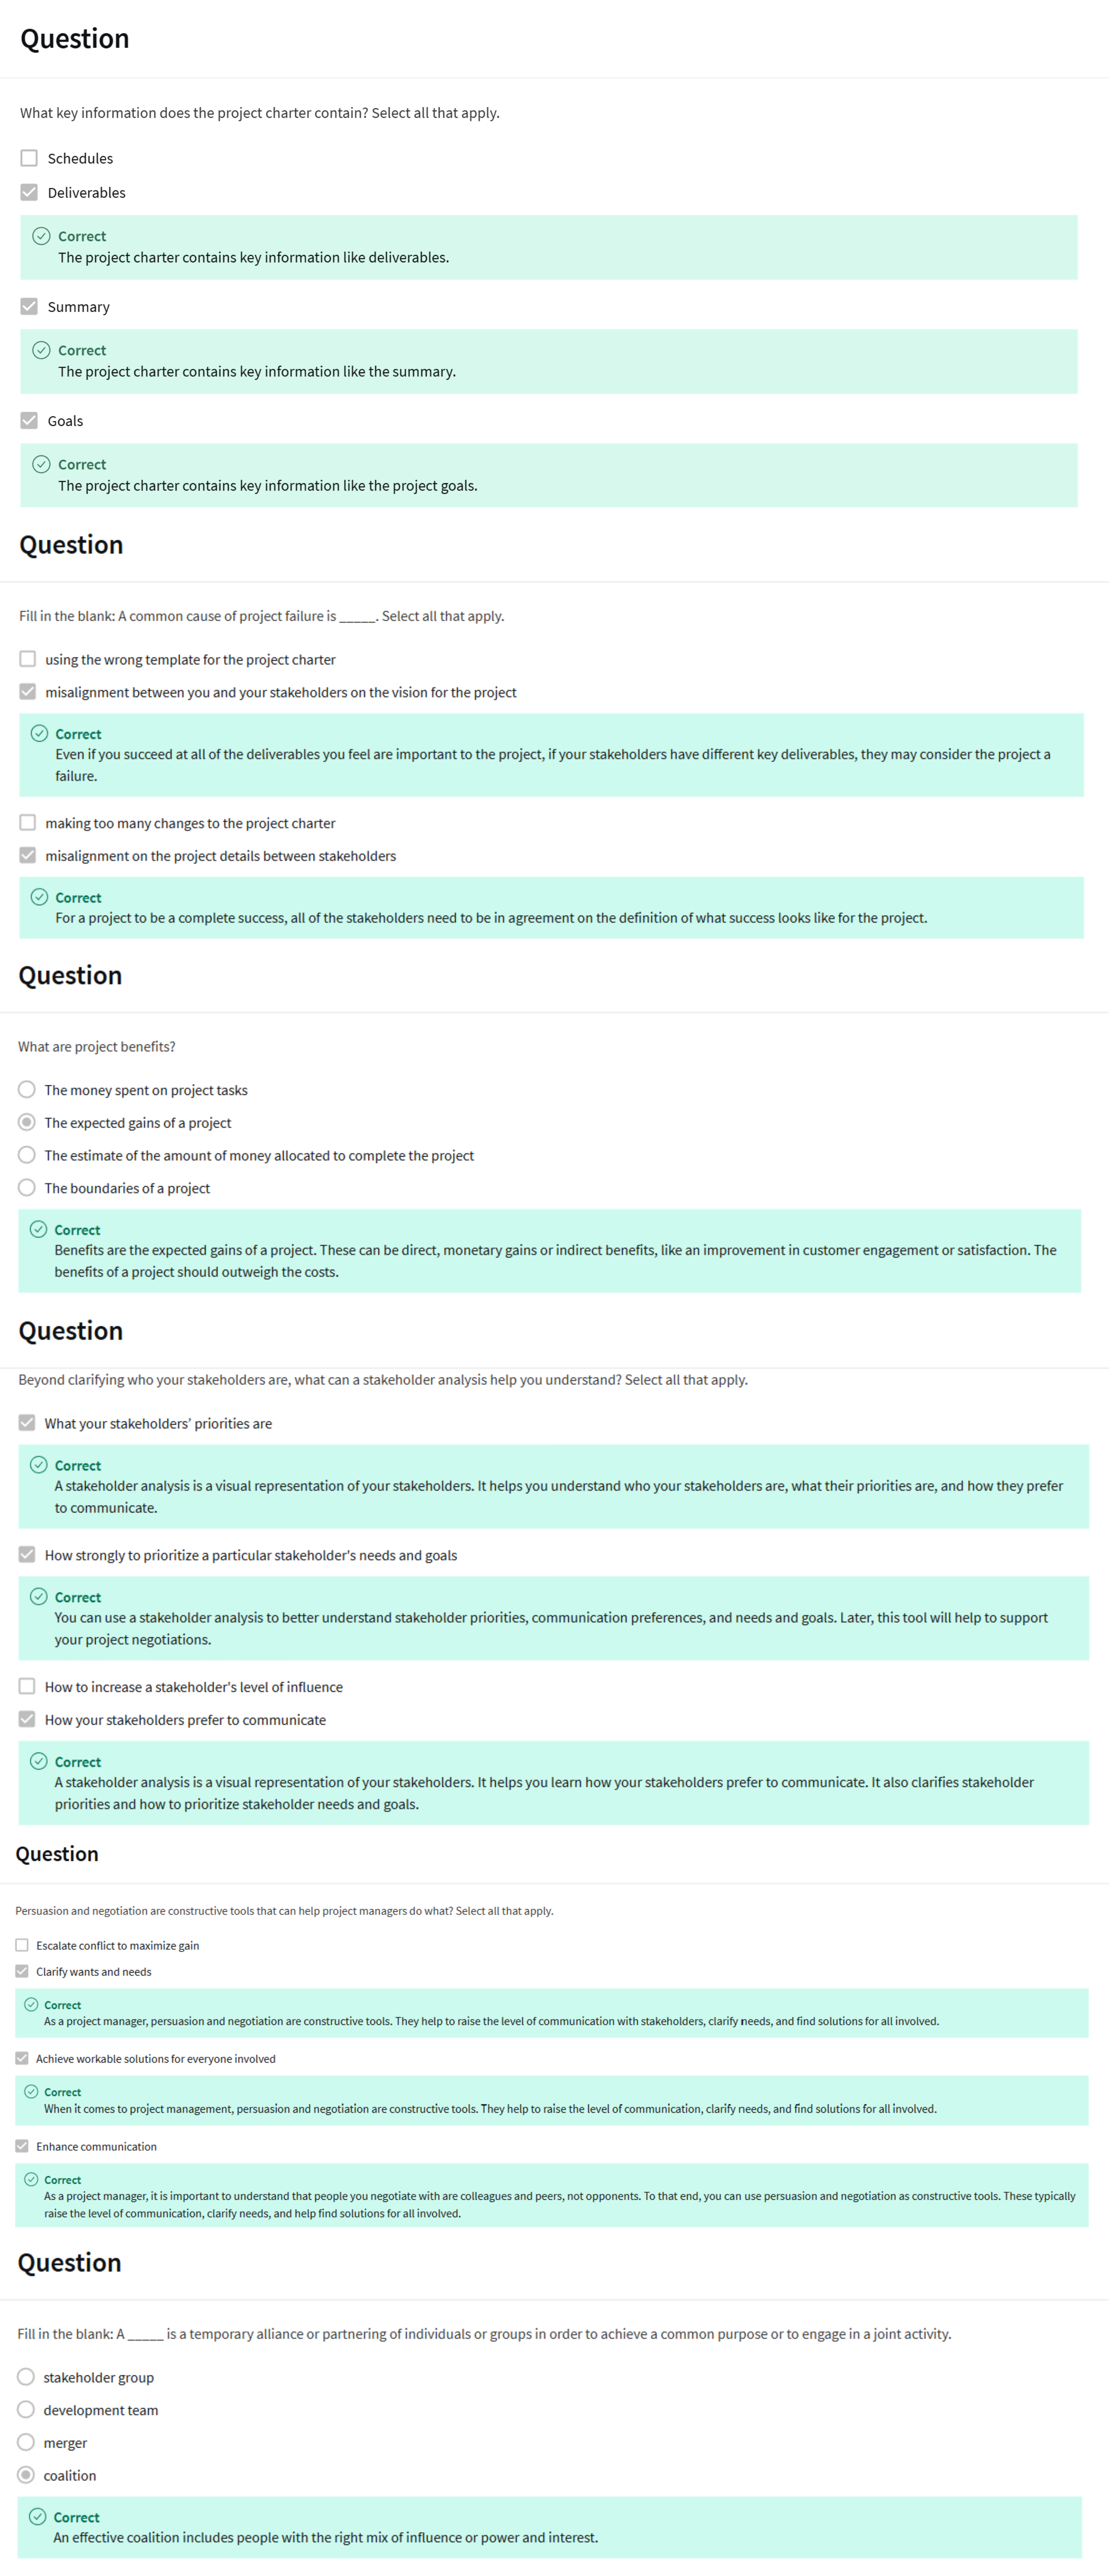 Question
What key information does the project charter contain? Select all that apply.
Schedules
Deliverables
Correct
The project charter contains key information like deliverables.
Summary
Correct
The project charter contains key information like the summary.
Goals
Correct
The project charter contains key information like the project goals.
Question
Fill in the blank: A common cause of project failure is _____. Select all that apply.
using the wrong template for the project charter
misalignment between you and your stakeholders on the vision for the project
Correct
Even if you succeed at all of the deliverables you feel are important to the project, if your stakeholders have different key deliverables, they may consider the project a
failure.
making too many changes to the project charter
misalignment on the project details between stakeholders
Correct
For a project to be a complete success, all of the stakeholders need to be in agreement on the definition of what success looks like for the project.
Question
What are project benefits?
The money spent on project tasks
The expected gains of a project
The estimate of the amount of money allocated to complete the project
The boundaries of a project
Correct
Benefits are the expected gains of a project. These can be direct, monetary gains or indirect benefits, like an improvement in customer engagement or satisfaction. The
benefits of a project should outweigh the costs.
Question
Beyond clarifying who your stakeholders are, what can a stakeholder analysis help you understand? Select all that apply.
What your stakeholders’ priorities are
Correct
A stakeholder analysis is a visual representation of your stakeholders. It helps you understand who your stakeholders are, what their priorities are, and how they prefer
to communicate.
How strongly to prioritize a particular stakeholder's needs and goals
Correct
You can use a stakeholder analysis to better understand stakeholder priorities, communication preferences, and needs and goals. Later, this tool will help to support
your project negotiations.
How to increase a stakeholder's level of influence
How your stakeholders prefer to communicate
Correct
A stakeholder analysis is a visual representation of your stakeholders. It helps you learn how your stakeholders prefer to communicate. It also clarifies stakeholder
priorities and how to prioritize stakeholder needs and goals.
Question
Persuasion and negotiation are constructive tools that can help project managers do what? Select all that apply.
Escalate conflict to maximize gain
Clarify wants and needs
Correct
As a project manager, persuasion and negotiation are constructive tools. They help to raise the level of communication with stakeholders, clarify needs, and find solutions for all involved.
Achieve workable solutions for everyone involved
Correct
When it comes to project management, persuasion and negotiation are constructive tools. They help to raise the level of communication, clarify needs, and find solutions for all involved.
Enhance communication
Correct
As a project manager, it is important to understand that people you negotiate with are colleagues and peers, not opponents. To that end, you can use persuasion and negotiation as constructive tools. These typically
raise the level of communication, clarify needs, and help find solutions for all involved.
Question
Fill in the blank: A _____ is a temporary alliance or partnering of individuals or groups in order to achieve a common purpose or to engage in a joint activity.
stakeholder group
development team
merger
coalition
Correct
An effective coalition includes people with the right mix of influence or power and interest.